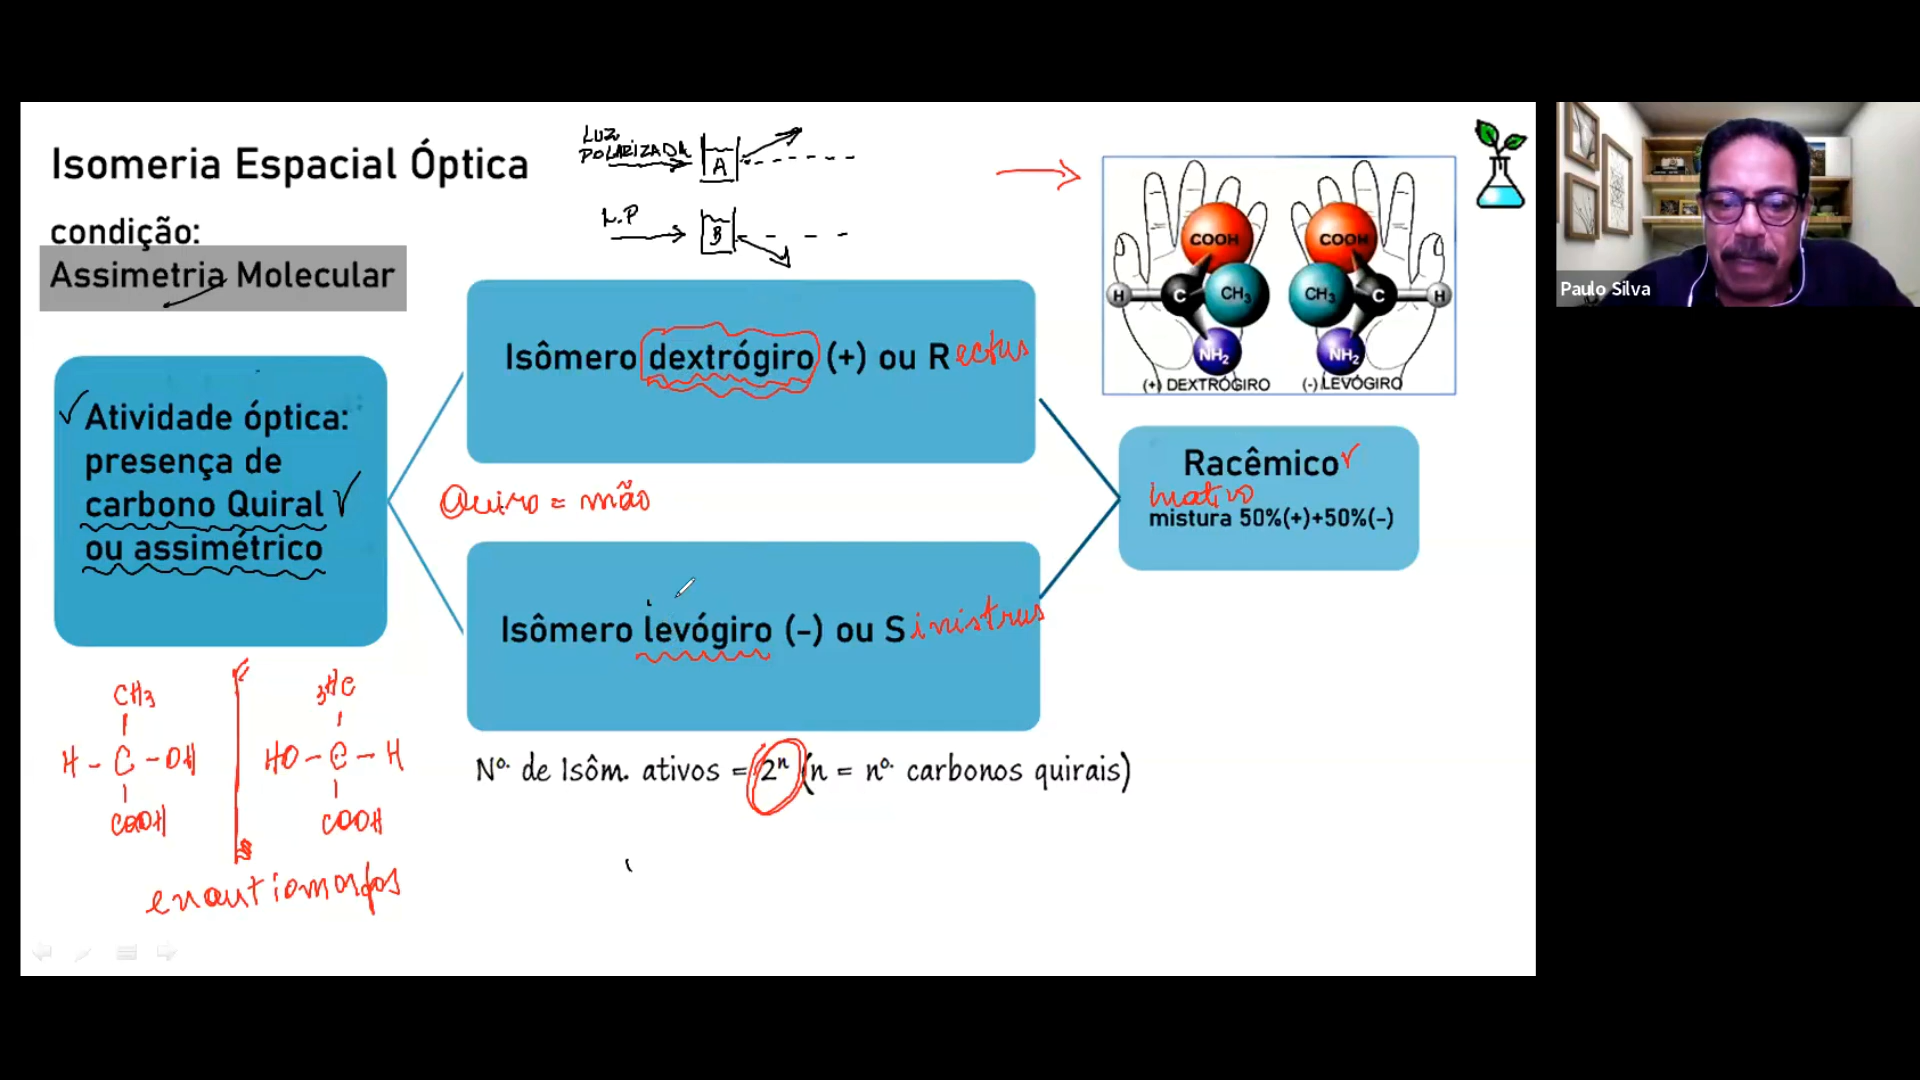 Isomeria Espacial Óptica
condição:
Assimetria Molecular
LUZ
POLARIZADA
A
L.P
B
COOH COOH
H C CH3 CH3 C H
NH2 NH2
(+) DEXTRÓGIRO (-) LEVÓGIRO
Paulo Silva
Isômero dextrógiro (+) ou Rectus
Atividade óptica:
presença de
carbono Quiral
ou assimétrico
Quiro = mão
Racêmico
Inativo
mistura 50%(+)+50%(-)
Isômero levógiro (-) ou Sinistrus
CH3
H - C - OH
COOH
3HC
HO - C - H
COOH
enantiomorfos
Nº. de Isôm. ativos = 2ⁿ (n = nº. carbonos quirais)